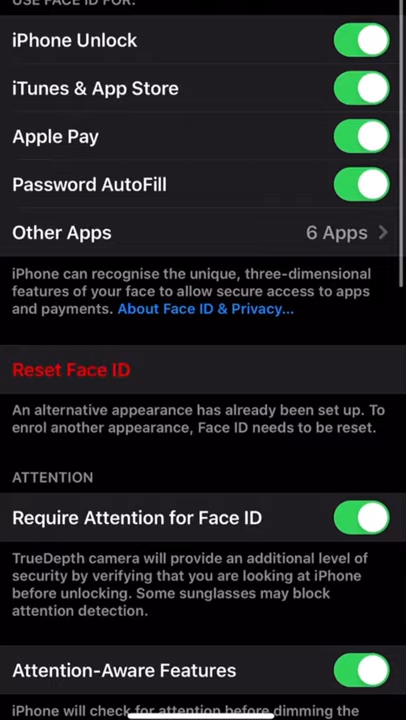 USE FACE ID FOR:
iPhone Unlock
iTunes & App Store
Apple Pay
Password AutoFill
Other Apps 6 Apps
iPhone can recognise the unique, three-dimensional
features of your face to allow secure access to apps
and payments. About Face ID & Privacy...
Reset Face ID
An alternative appearance has already been set up. To
enrol another appearance, Face ID needs to be reset.
ATTENTION
Require Attention for Face ID
TrueDepth camera will provide an additional level of
security by verifying that you are looking at iPhone
before unlocking. Some sunglasses may block
attention detection.
Attention-Aware Features
iPhone will check for attention before dimming the